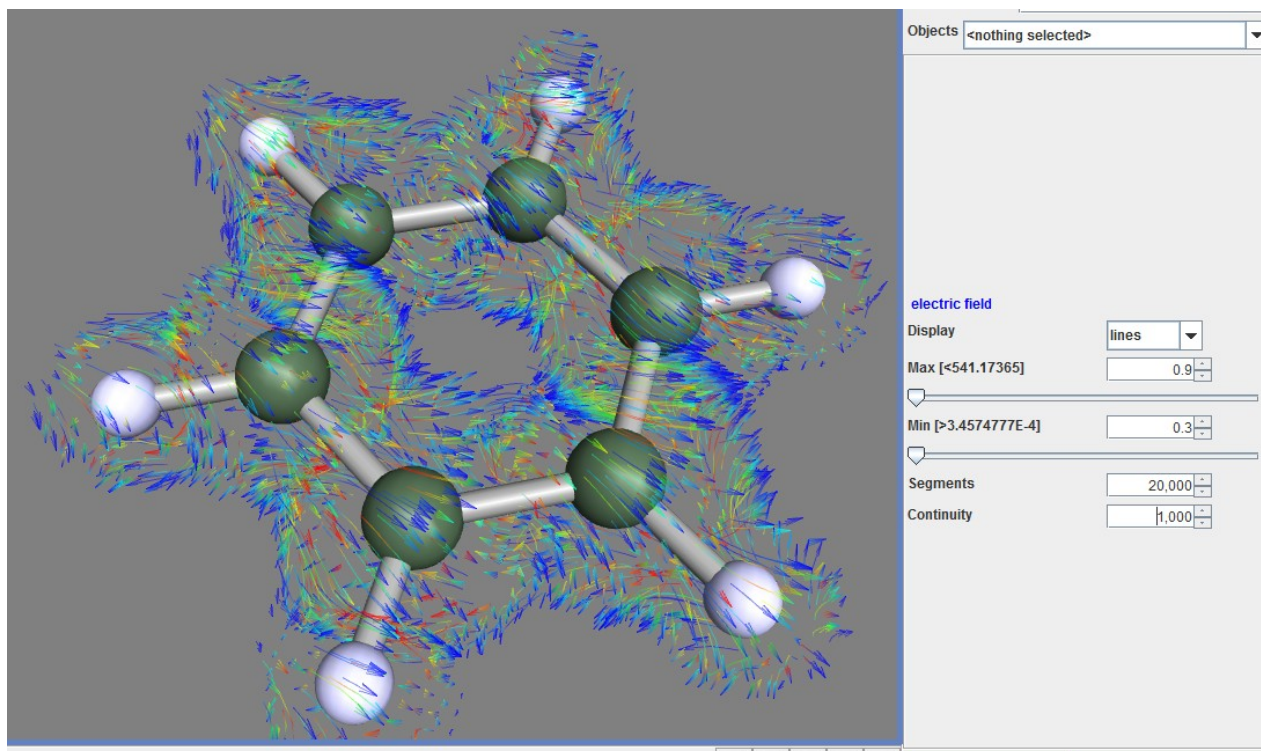 Objects <nothing selected>
electric field
Display lines
Max [<541.17365] 0.9
Min [>3.4574777E-4] 0.3
Segments 20,000
Continuity 1,000